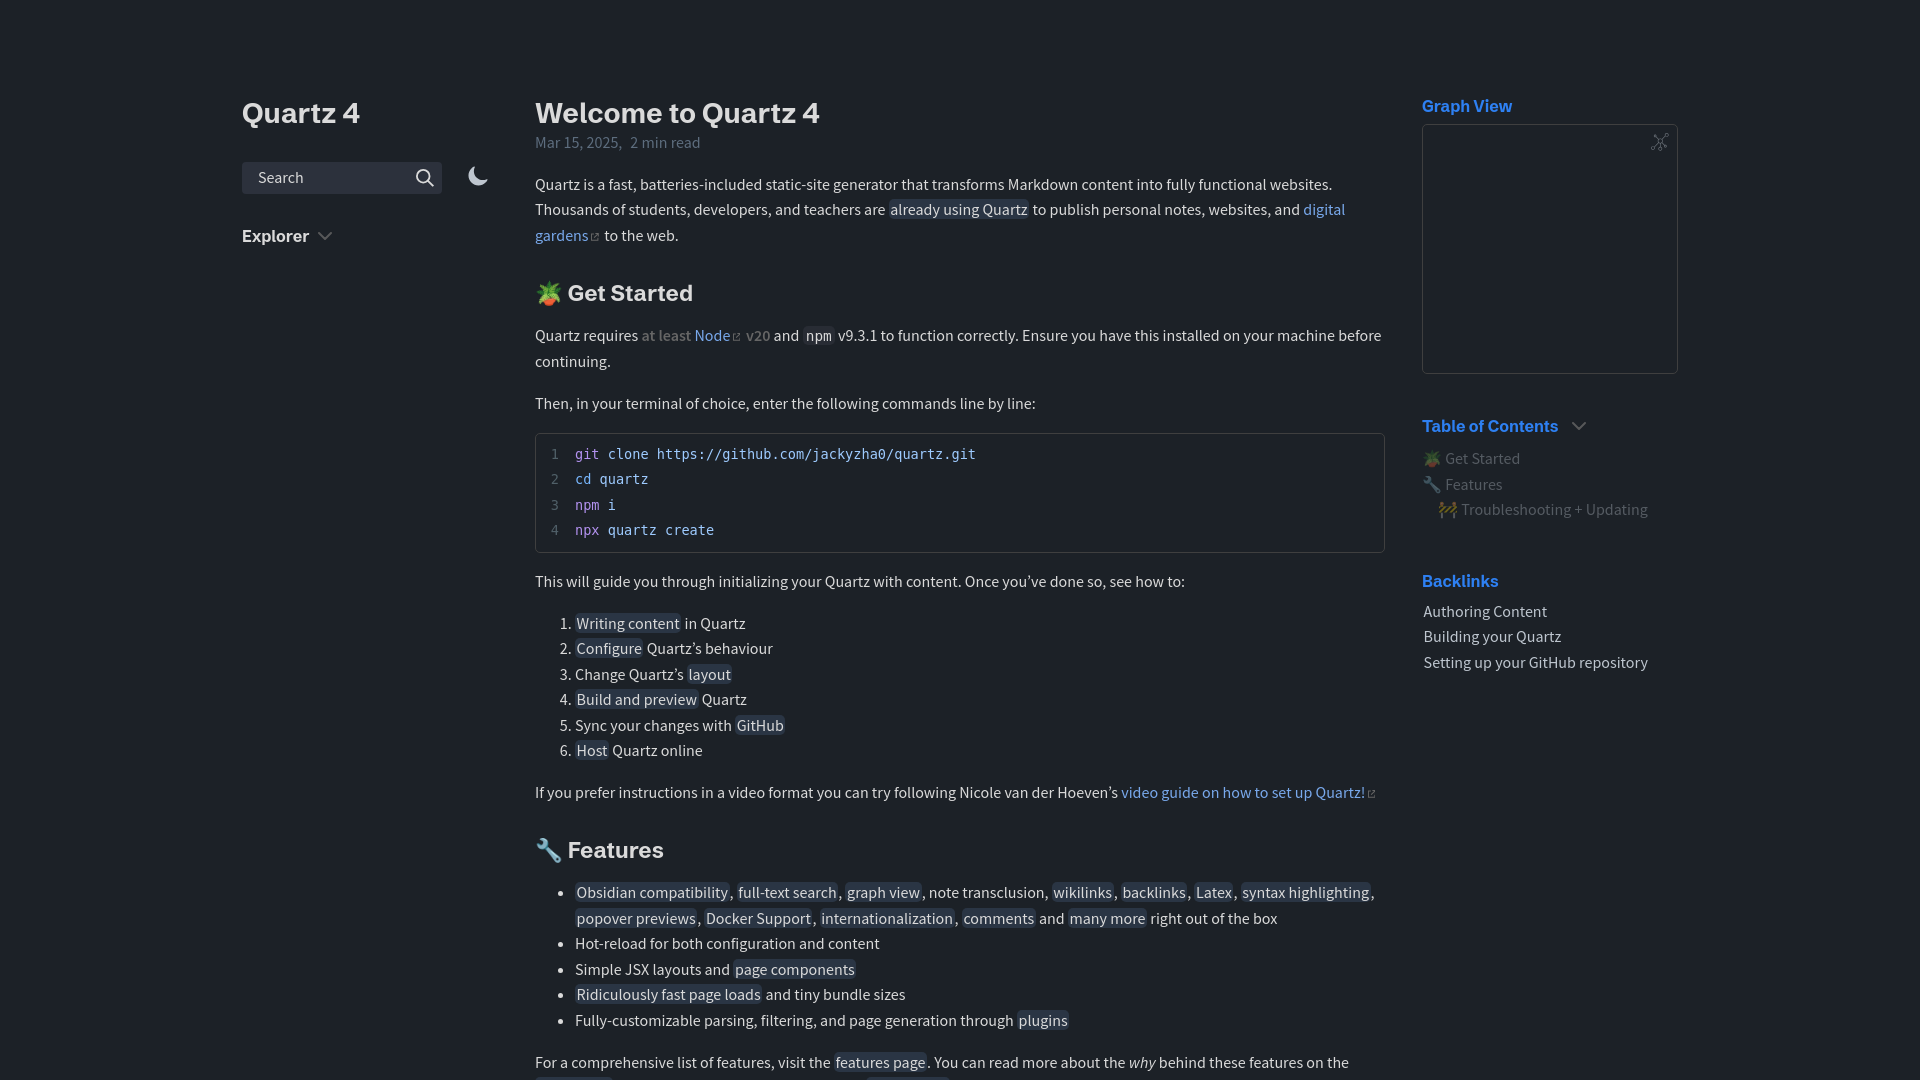 Quartz 4
Search
Explorer
Welcome to Quartz 4
Mar 15, 2025, 2 min read
Quartz is a fast, batteries-included static-site generator that transforms Markdown content into fully functional websites.
Thousands of students, developers, and teachers are already using Quartz to publish personal notes, websites, and digital
gardens to the web.
🪴 Get Started
Quartz requires at least Node v20 and npm v9.3.1 to function correctly. Ensure you have this installed on your machine before
continuing.
Then, in your terminal of choice, enter the following commands line by line:
1 git clone https://github.com/jackyzha0/quartz.git
2 cd quartz
3 npm i
4 npx quartz create
This will guide you through initializing your Quartz with content. Once you’ve done so, see how to:
1. Writing content in Quartz
2. Configure Quartz’s behaviour
3. Change Quartz’s layout
4. Build and preview Quartz
5. Sync your changes with GitHub
6. Host Quartz online
If you prefer instructions in a video format you can try following Nicole van der Hoeven’s video guide on how to set up Quartz!
🔧 Features
• Obsidian compatibility, full-text search, graph view, note transclusion, wikilinks, backlinks, Latex, syntax highlighting,
popover previews, Docker Support, internationalization, comments and many more right out of the box
• Hot-reload for both configuration and content
• Simple JSX layouts and page components
• Ridiculously fast page loads and tiny bundle sizes
• Fully-customizable parsing, filtering, and page generation through plugins
For a comprehensive list of features, visit the features page. You can read more about the why behind these features on the
Graph View
Table of Contents
🪴 Get Started
🔧 Features
🚧 Troubleshooting + Updating
Backlinks
Authoring Content
Building your Quartz
Setting up your GitHub repository